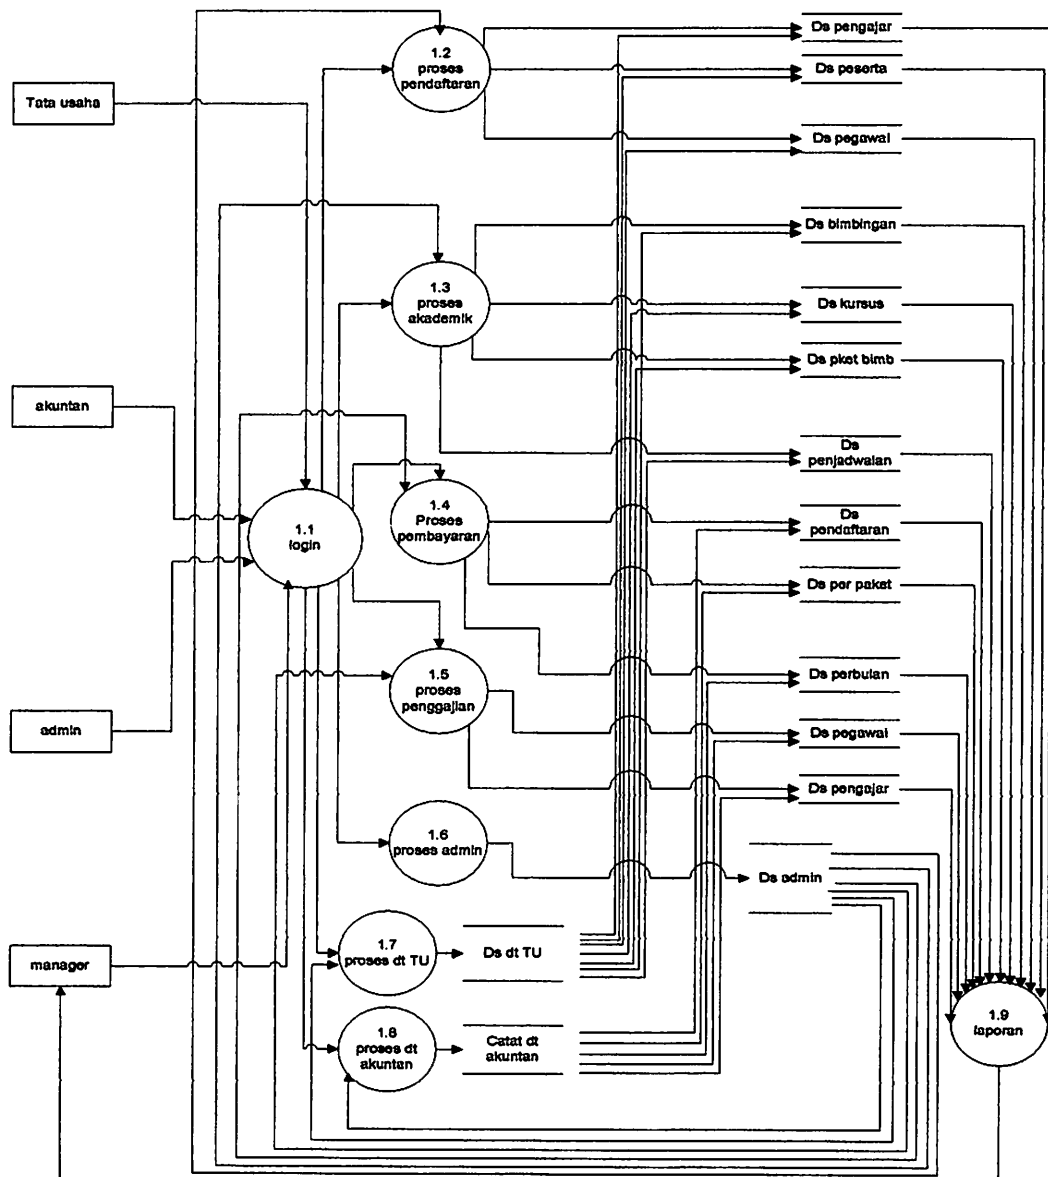 1.2
proses
pendaftaran
Ds pengajar
Ds peserta
Tata usaha
Ds pegawai
Ds bimbingan
1.3
proses
akademik
Ds kursus
Ds pket bimb
akuntan
Ds
penjadwalan
1.4
Proses
pembayaran
Ds
pendaftaran
1.1
login
Ds per paket
1.5
proses
penggajian
Ds perbulan
admin
Ds pegawai
Ds pengajar
1.6
proses admin
Ds admin
1.7
proses dt TU
Ds dt TU
manager
1.8
proses dt
akuntan
Catat dt
akuntan
1.9
laporan